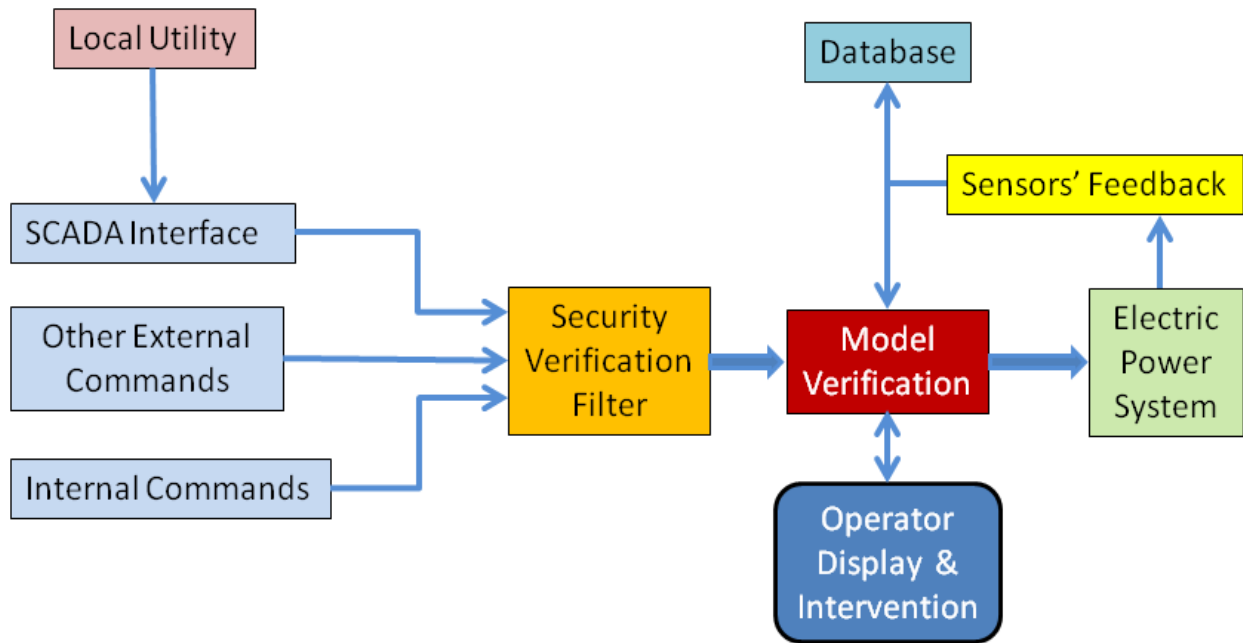 Local Utility
Database
Sensors’ Feedback
SCADA Interface
Other External
Commands
Security
Verification
Filter
Model
Verification
Electric
Power
System
Internal Commands
Operator
Display &
Intervention